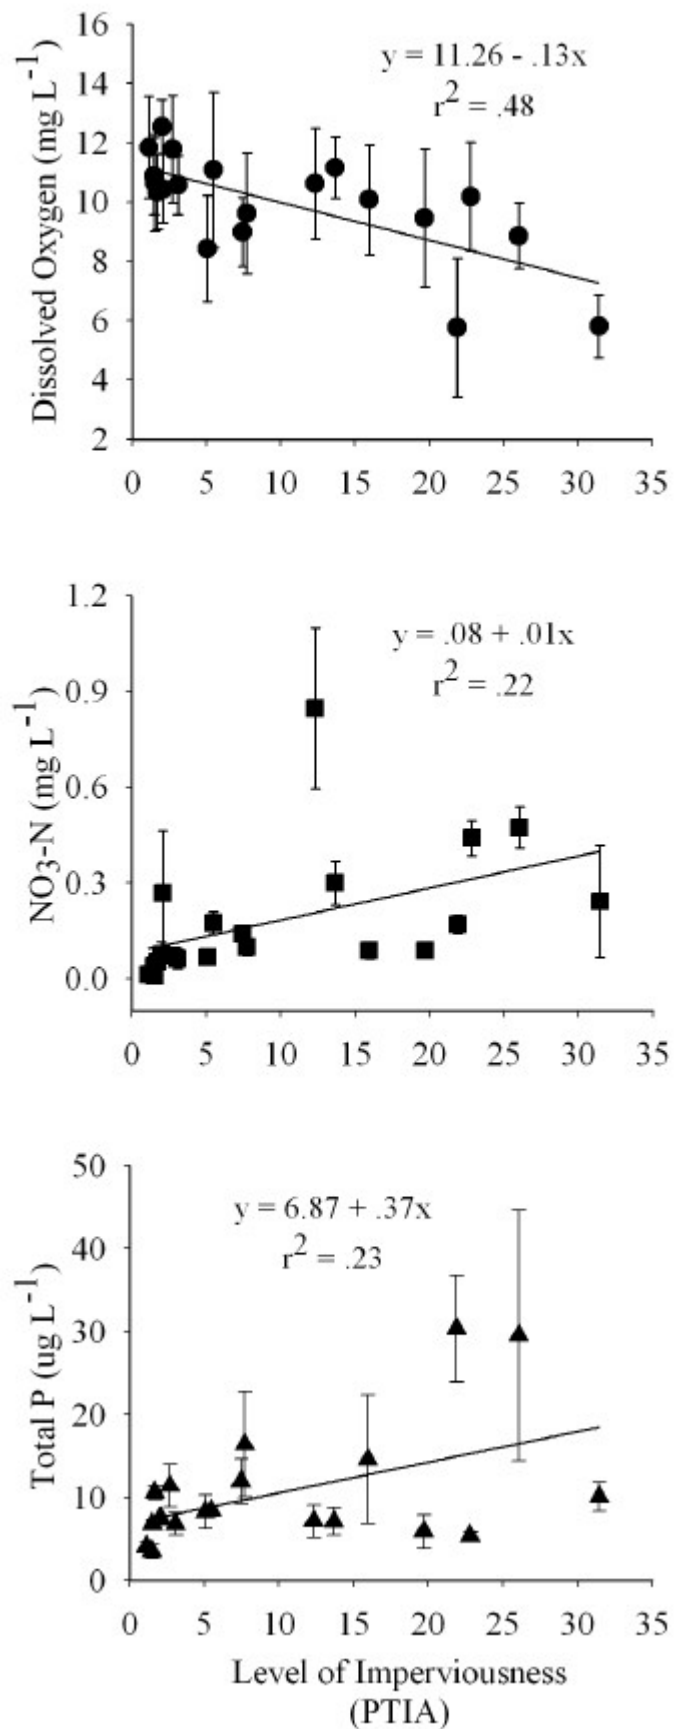 16
14
12
10
8
6
4
2
Dissolved Oxygen (mg L⁻¹)
y = 11.26 - .13x
r² = .48
0 5 10 15 20 25 30 35
1.2
0.9
0.6
0.3
0.0
NO₃-N (mg L⁻¹)
y = .08 + .01x
r² = .22
0 5 10 15 20 25 30 35
50
40
30
20
10
0
Total P (ug L⁻¹)
y = 6.87 + .37x
r² = .23
0 5 10 15 20 25 30 35
Level of Imperviousness
(PTIA)